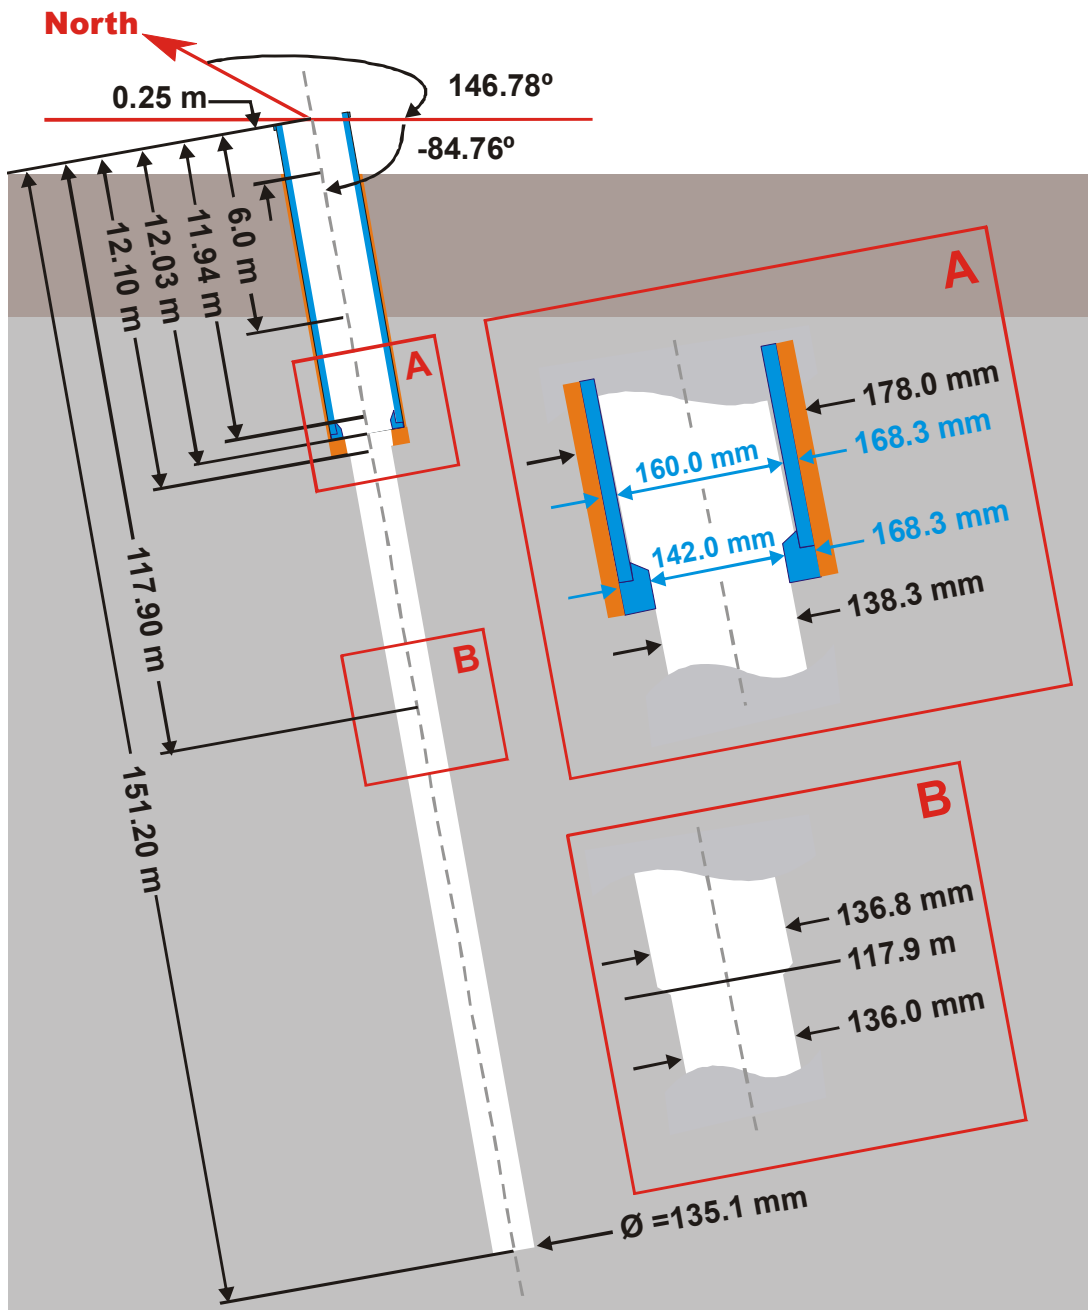 North
146.78º
0.25 m
-84.76º
6.0 m
11.94 m
12.03 m
12.10 m
117.90 m
151.20 m
A
B
A
178.0 mm
168.3 mm
160.0 mm
168.3 mm
142.0 mm
138.3 mm
B
136.8 mm
117.9 m
136.0 mm
Ø =135.1 mm